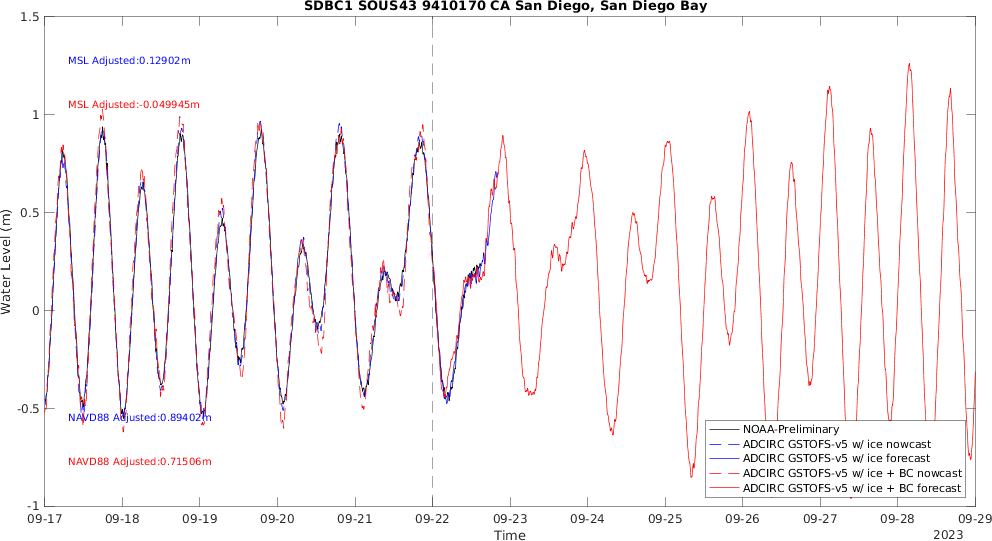 SDBC1 SOUS43 9410170 CA San Diego, San Diego Bay
1.5
MSL Adjusted:0.12902m
MSL Adjusted:-0.049945m
1
0.5
Water Level (m)
0
-0.5
NAVD88 Adjusted:0.89402m
NAVD88 Adjusted:0.71506m
-1
NOAA-Preliminary
ADCIRC GSTOFS-v5 w/ ice nowcast
ADCIRC GSTOFS-v5 w/ ice forecast
ADCIRC GSTOFS-v5 w/ ice + BC nowcast
ADCIRC GSTOFS-v5 w/ ice + BC forecast
09-17 09-18 09-19 09-20 09-21 09-22 09-23 09-24 09-25 09-26 09-27 09-28 09-29
Time
2023